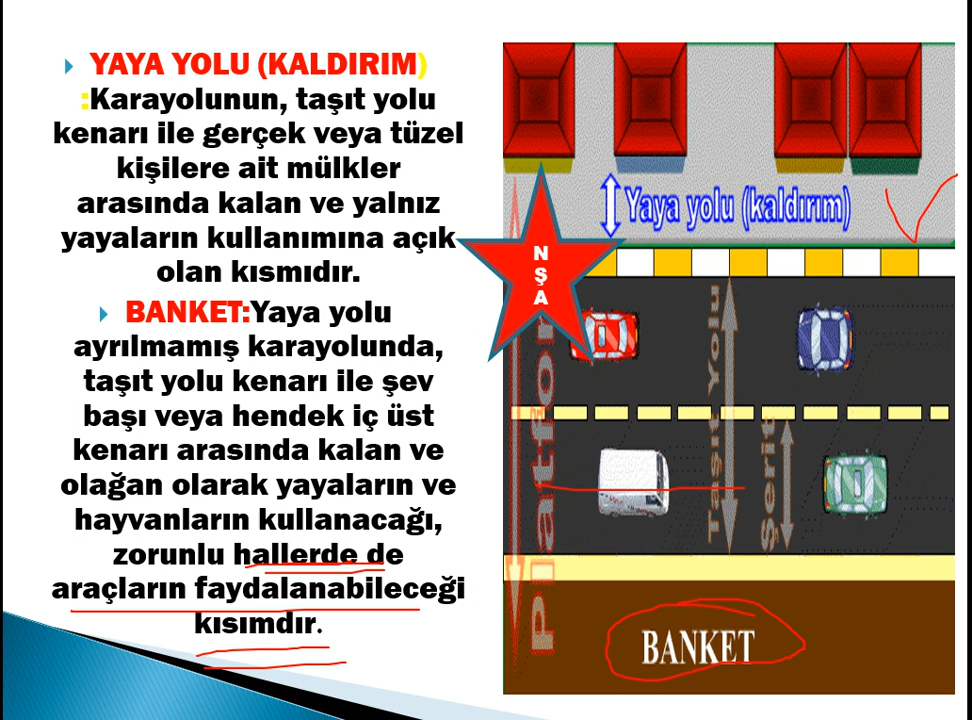 YAYA YOLU (KALDIRIM)
:Karayolunun, taşıt yolu
kenarı ile gerçek veya tüzel
kişilere ait mülkler
arasında kalan ve yalnız
yayaların kullanımına açık
olan kısmıdır.
BANKET:Yaya yolu
ayrılmamış karayolunda,
taşıt yolu kenarı ile şev
başı veya hendek iç üst
kenarı arasında kalan ve
olağan olarak yayaların ve
hayvanların kullanacağı,
zorunlu hallerde de
araçların faydalanabileceği
kısımdır.
Yaya yolu (kaldırım)
N
Ş
A
Platform
Taşıt Yolu
Şerit
BANKET